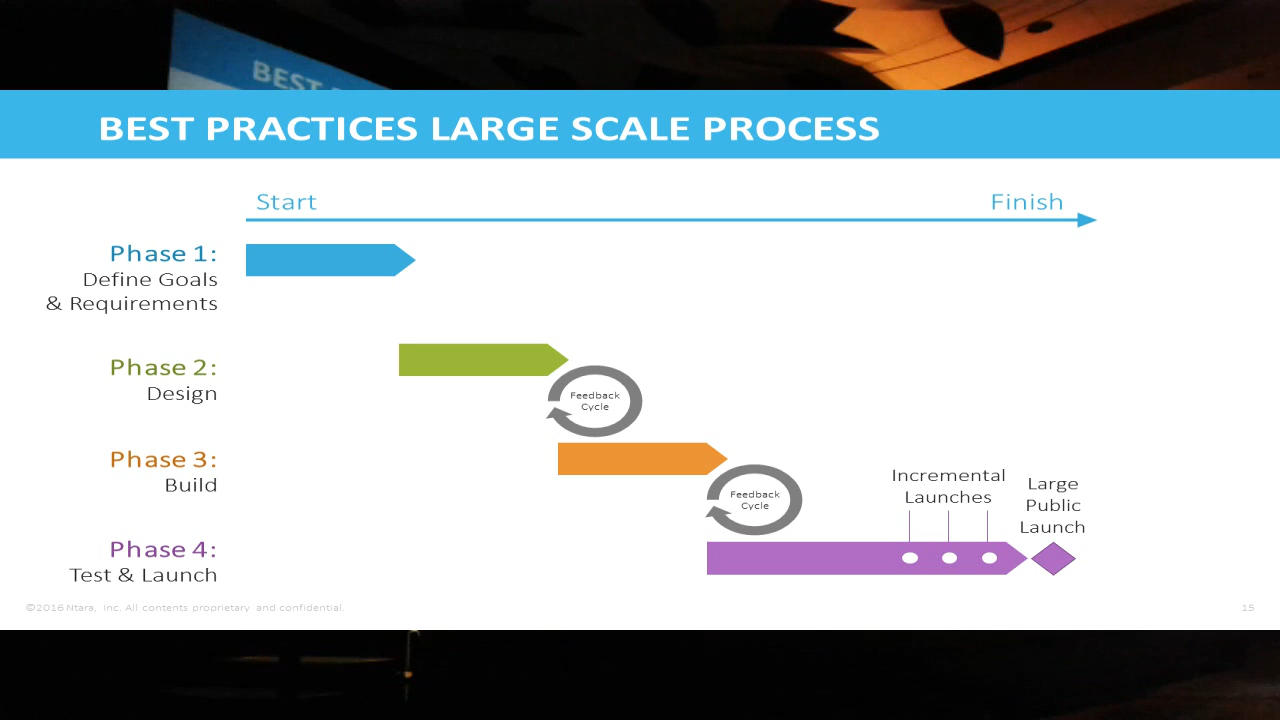 BEST
BEST PRACTICES LARGE SCALE PROCESS
Start
Finish
Phase 1:
Define Goals
& Requirements
Phase 2:
Design
Feedback
Cycle
Phase 3:
Build
Feedback
Cycle
Incremental
Launches
Large
Public
Launch
Phase 4:
Test & Launch
©2016 Ntara, Inc. All contents proprietary and confidential.
15